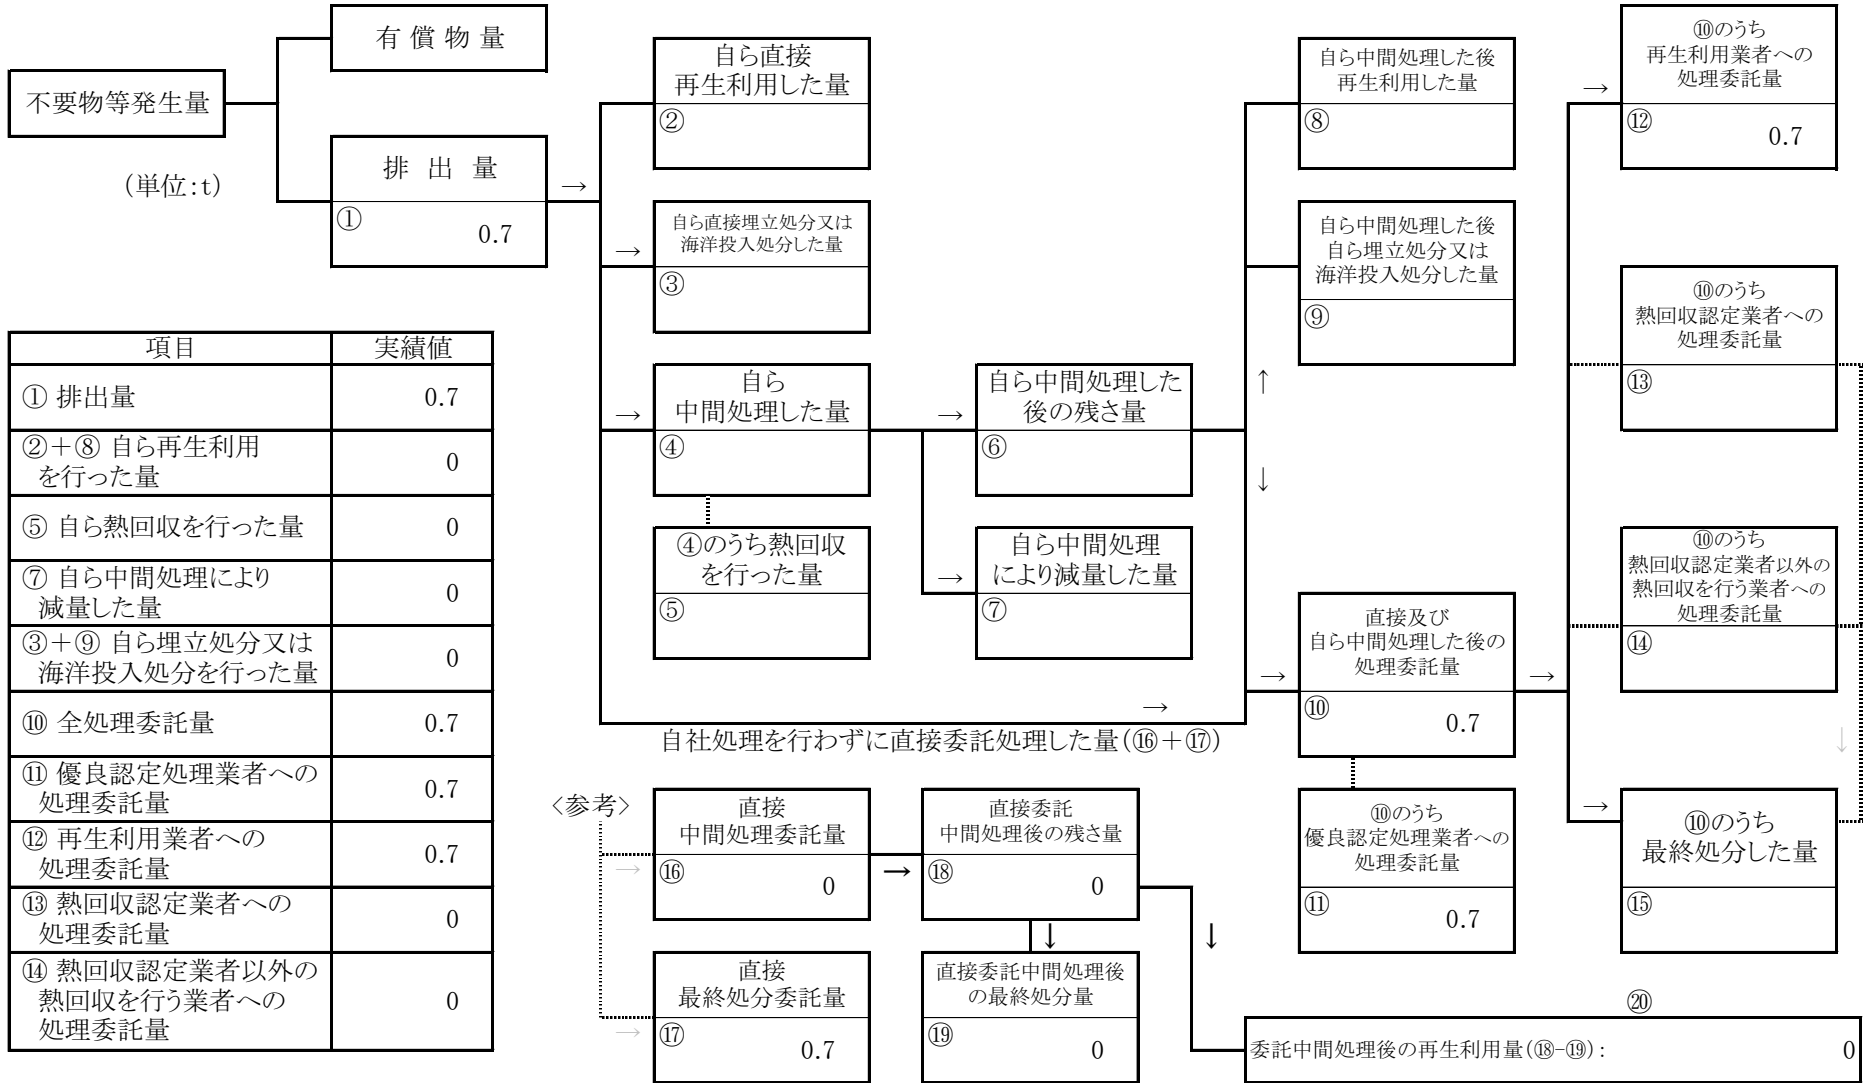 有 償 物 量
不要物等発生量
(単位:t)
排 出 量
→
①
0.7
自ら直接
再生利用した量
②
→
自ら直接埋立処分又は
海洋投入処分した量
③
→
自ら
中間処理した量
④
④のうち熱回収
を行った量
⑤
→
自ら中間処理した
後の残さ量
⑥
→
自ら中間処理
により減量した量
⑦
自ら中間処理した後
再生利用した量
⑧
自ら中間処理した後
自ら埋立処分又は
海洋投入処分した量
⑨
↑
↓
→
自社処理を行わずに直接委託処理した量(⑯+⑰)
→
直接及び
自ら中間処理した後の
処理委託量
⑩
0.7
→
⑩のうち
優良認定処理業者への
処理委託量
⑪
0.7
→
⑩のうち
再生利用業者への
処理委託量
⑫
0.7
⑩のうち
熱回収認定業者への
処理委託量
⑬
⑩のうち
熱回収認定業者以外の
熱回収を行う業者への
処理委託量
⑭
↓
→
⑩のうち
最終処分した量
⑮
項目 実績値
① 排出量 0.7
②+⑧ 自ら再生利用
を行った量 0
⑤ 自ら熱回収を行った量 0
⑦ 自ら中間処理により
減量した量 0
③+⑨ 自ら埋立処分又は
海洋投入処分を行った量 0
⑩ 全処理委託量 0.7
⑪ 優良認定処理業者への
処理委託量 0.7
⑫ 再生利用業者への
処理委託量 0.7
⑬ 熱回収認定業者への
処理委託量 0
⑭ 熱回収認定業者以外の
熱回収を行う業者への
処理委託量 0
〈参考〉
→
直接
中間処理委託量
⑯
0
→
直接委託
中間処理後の残さ量
⑱
0
↓
↓
→
直接
最終処分委託量
⑰
0.7
直接委託中間処理後
の最終処分量
⑲
0
⑳
委託中間処理後の再生利用量(⑱-⑲): 0